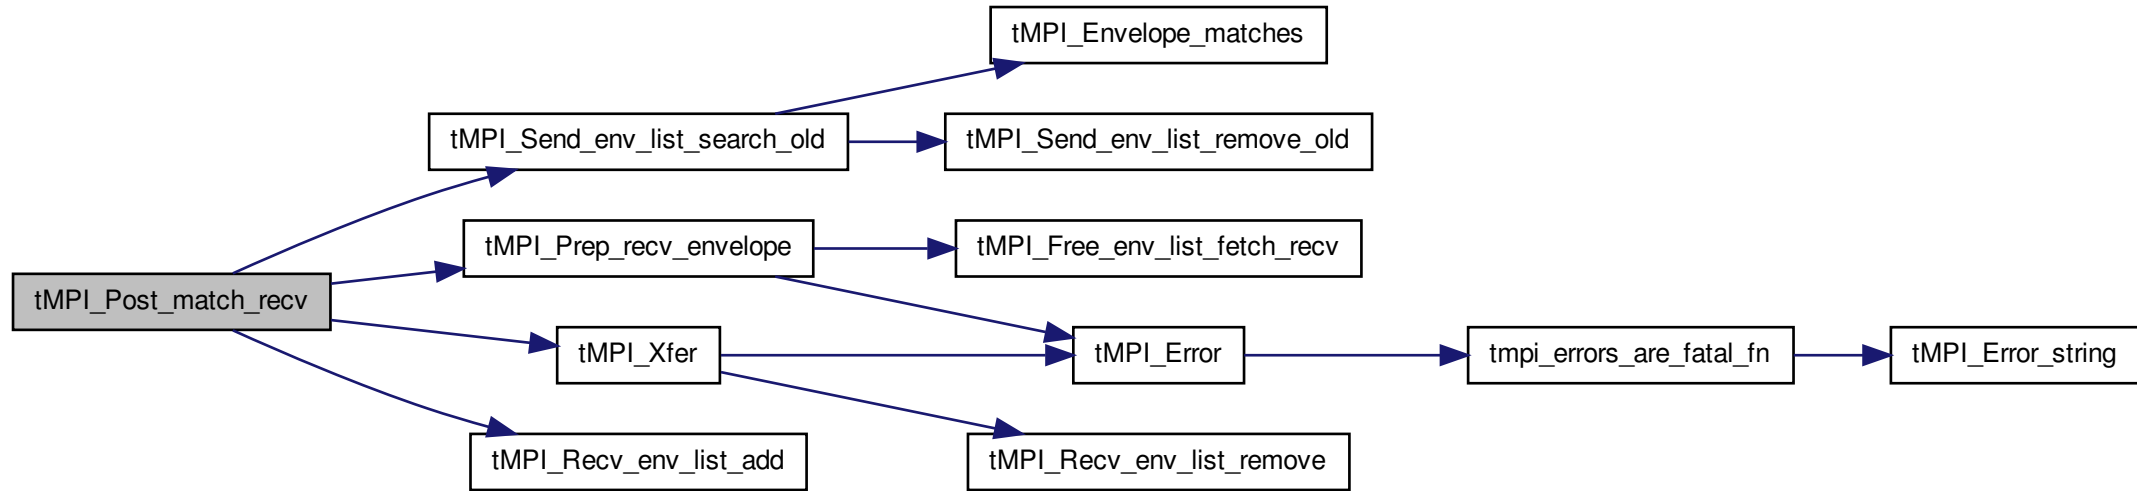 tMPI_Envelope_matches
tMPI_Send_env_list_search_old
tMPI_Send_env_list_remove_old
tMPI_Prep_recv_envelope
tMPI_Free_env_list_fetch_recv
tMPI_Post_match_recv
tMPI_Xfer
tMPI_Error
tmpi_errors_are_fatal_fn
tMPI_Error_string
tMPI_Recv_env_list_add
tMPI_Recv_env_list_remove